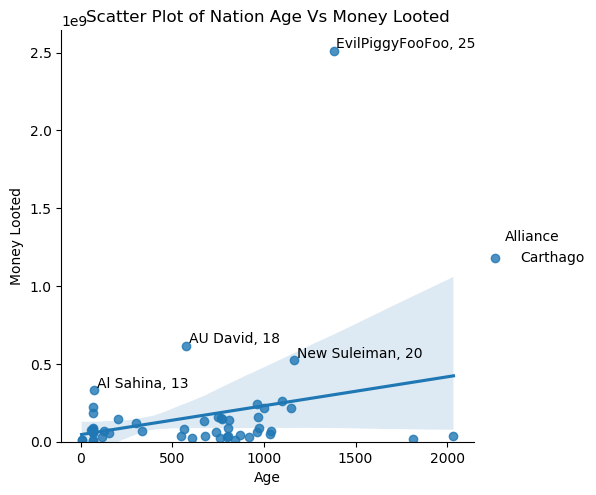 Scatter Plot of Nation Age Vs Money Looted
1e9
2.5
2.0
1.5
1.0
0.5
0.0
Money Looted
EvilPiggyFooFoo, 25
AU David, 18
New Suleiman, 20
Al Sahina, 13
Alliance
Carthago
0
500
1000
1500
2000
Age